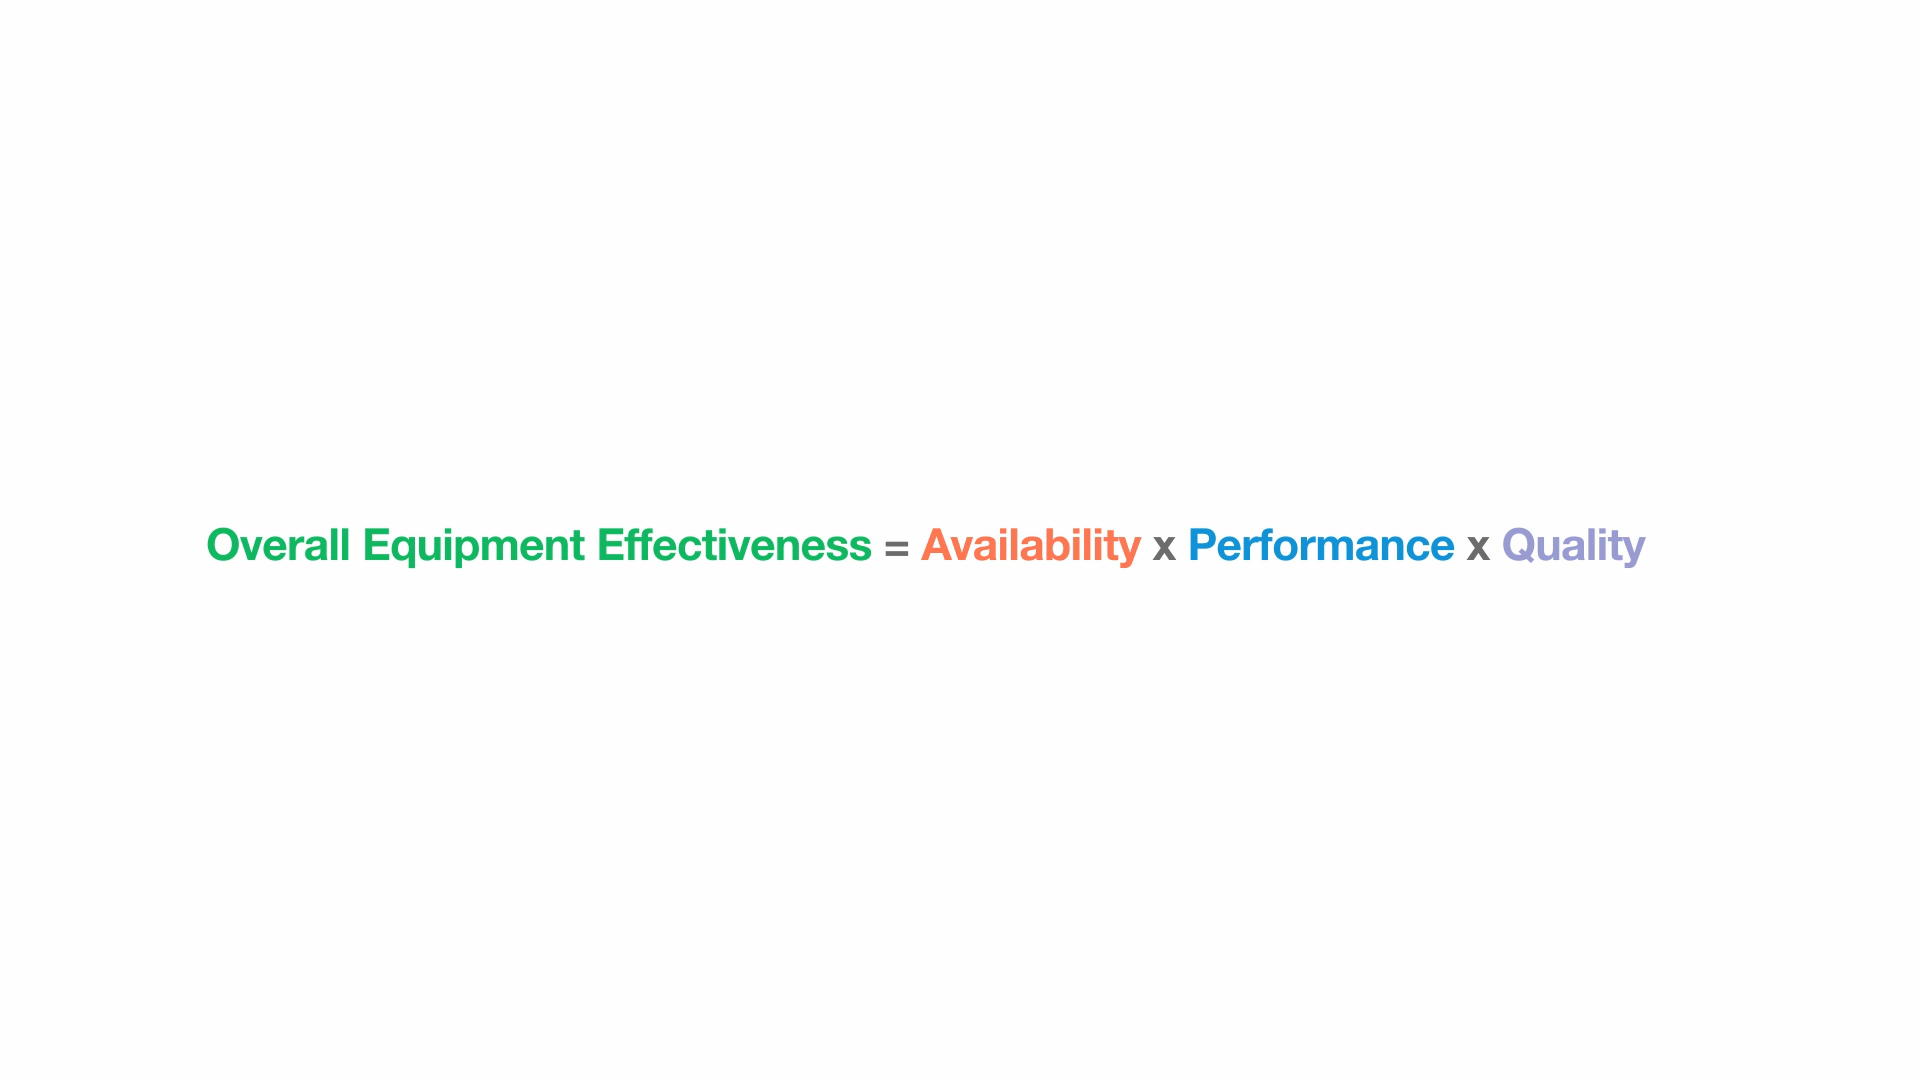 Overall Equipment Effectiveness = Availability x Performance x Quality